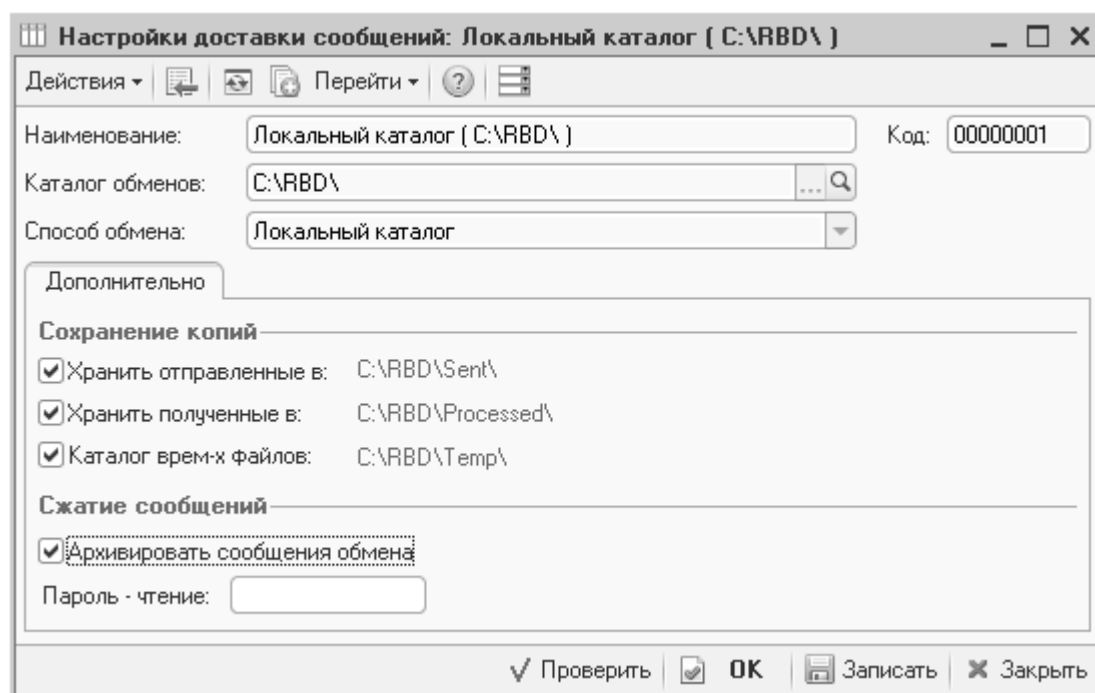 Настройки доставки сообщений: Локальный каталог ( C:\RBD\ )
Действия Перейти
Наименование: Локальный каталог ( C:\RBD\ ) Код: 00000001
Каталог обменов: C:\RBD\ ...
Способ обмена: Локальный каталог
Дополнительно
Сохранение копий
Хранить отправленные в: C:\RBD\Sent\
Хранить полученные в: C:\RBD\Processed\
Каталог врем-х файлов: C:\RBD\Temp\
Сжатие сообщений
Архивировать сообщения обмена
Пароль - чтение:
Проверить OK Записать Закрыть